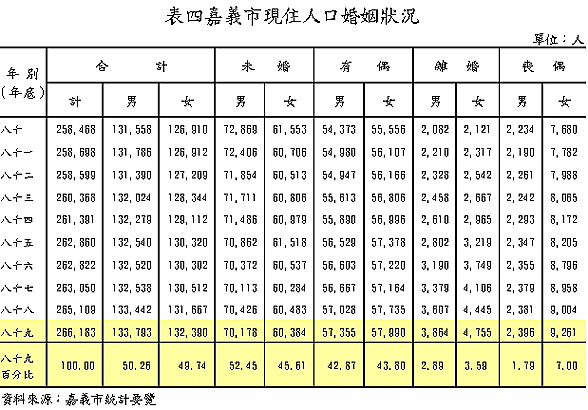 表四嘉義市現住人口婚姻狀況
單位：人
年別(年底) 合計 未婚 有偶 離婚 喪偶
計 男 女 男 女 男 女 男 女 男 女
八十 258,468 131,558 126,910 72,869 61,553 54,373 55,556 2,082 2,121 2,234 7,680
八十一 258,698 131,786 126,912 72,406 60,706 54,980 56,107 2,210 2,317 2,190 7,782
八十二 258,599 131,390 127,209 71,854 60,513 54,947 56,166 2,328 2,542 2,261 7,988
八十三 260,368 132,024 128,344 71,711 60,806 55,613 56,806 2,458 2,667 2,242 8,065
八十四 261,391 132,279 129,112 71,486 60,979 55,890 56,996 2,610 2,965 2,293 8,172
八十五 262,860 132,540 130,320 70,862 61,518 56,529 57,378 2,802 3,219 2,347 8,205
八十六 262,822 132,520 130,302 70,372 60,537 56,603 57,220 3,190 3,749 2,355 8,796
八十七 263,050 132,538 130,512 70,113 60,284 56,667 57,164 3,379 4,106 2,379 8,958
八十八 265,109 133,442 131,667 70,426 60,483 57,028 57,735 3,607 4,445 2,381 9,004
八十九 266,183 133,793 132,390 70,178 60,384 57,355 57,990 3,864 4,755 2,396 9,261
八十九百分比 100.00 50.26 49.74 52.45 45.61 42.87 43.80 2.89 3.59 1.79 7.00
資料來源：嘉義市統計要覽